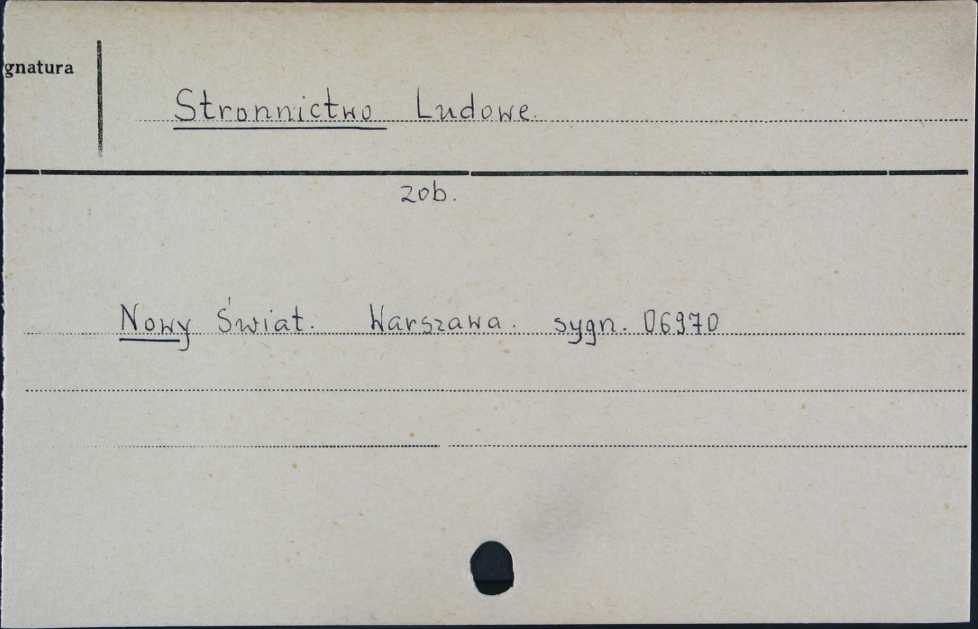 gnatura
Stronnictwo Ludowe.
zob.
Nowy Świat. Warszawa. sygn. 06970